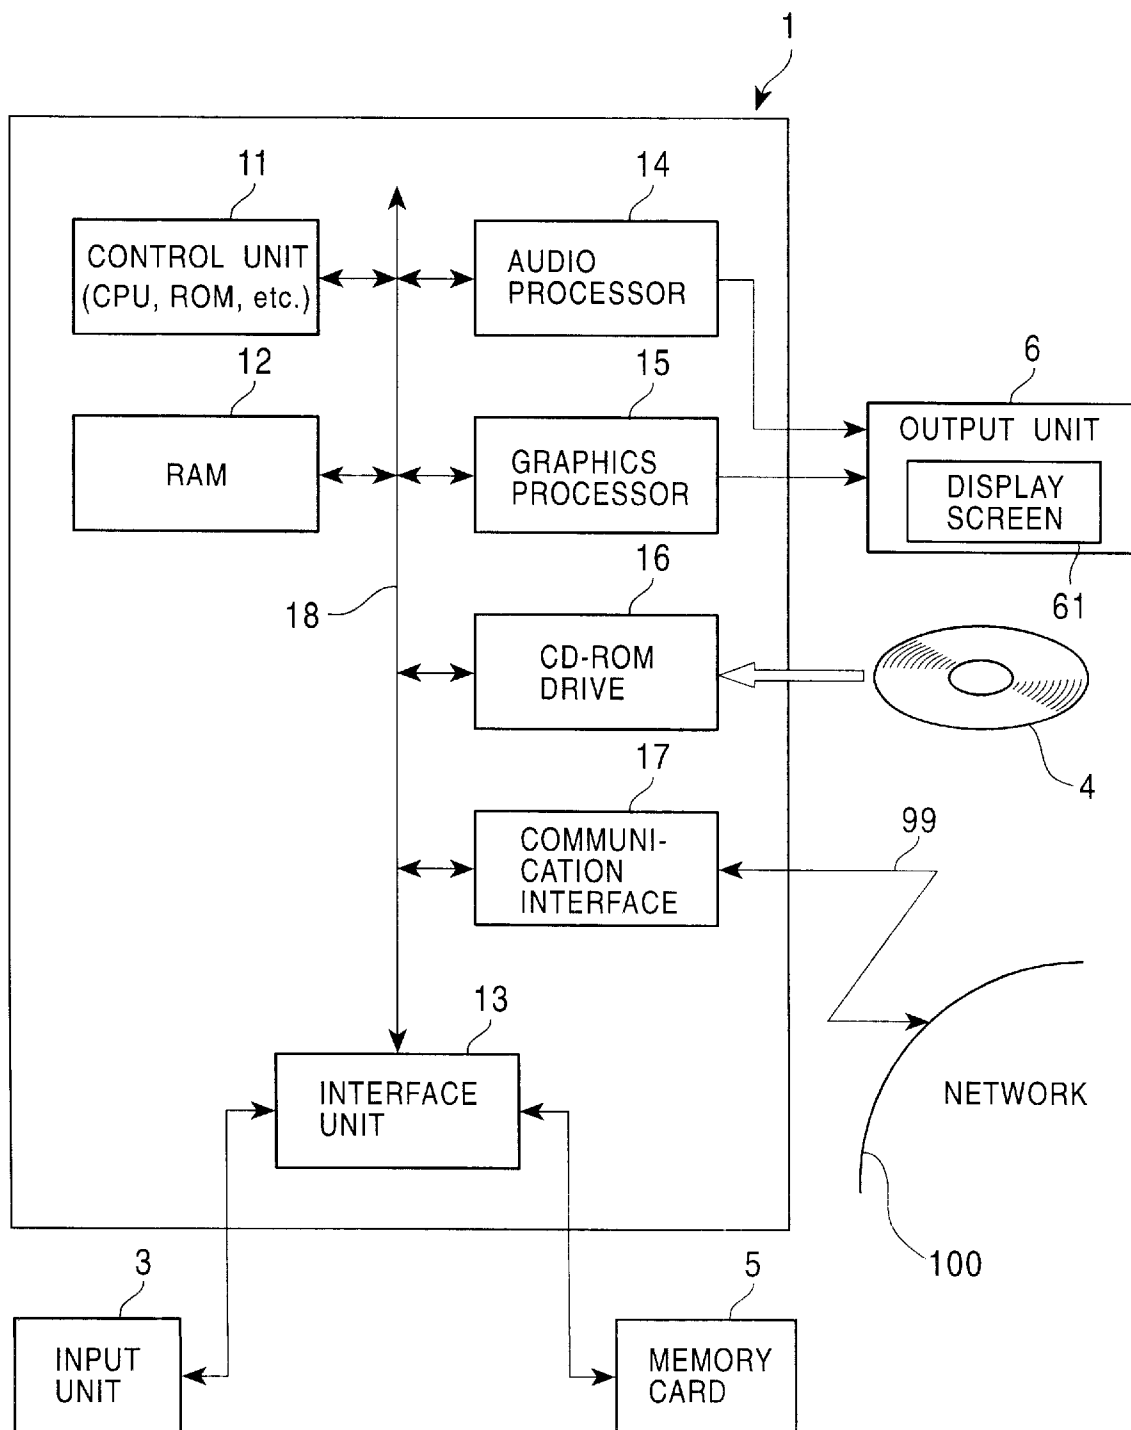 1
11
14
CONTROL UNIT
(CPU, ROM, etc.)
AUDIO
PROCESSOR
12
15
6
RAM
GRAPHICS
PROCESSOR
OUTPUT UNIT
DISPLAY
SCREEN
61
18
16
CD-ROM
DRIVE
4
17
99
COMMUNI-
CATION
INTERFACE
13
INTERFACE
UNIT
NETWORK
100
3
5
INPUT
UNIT
MEMORY
CARD